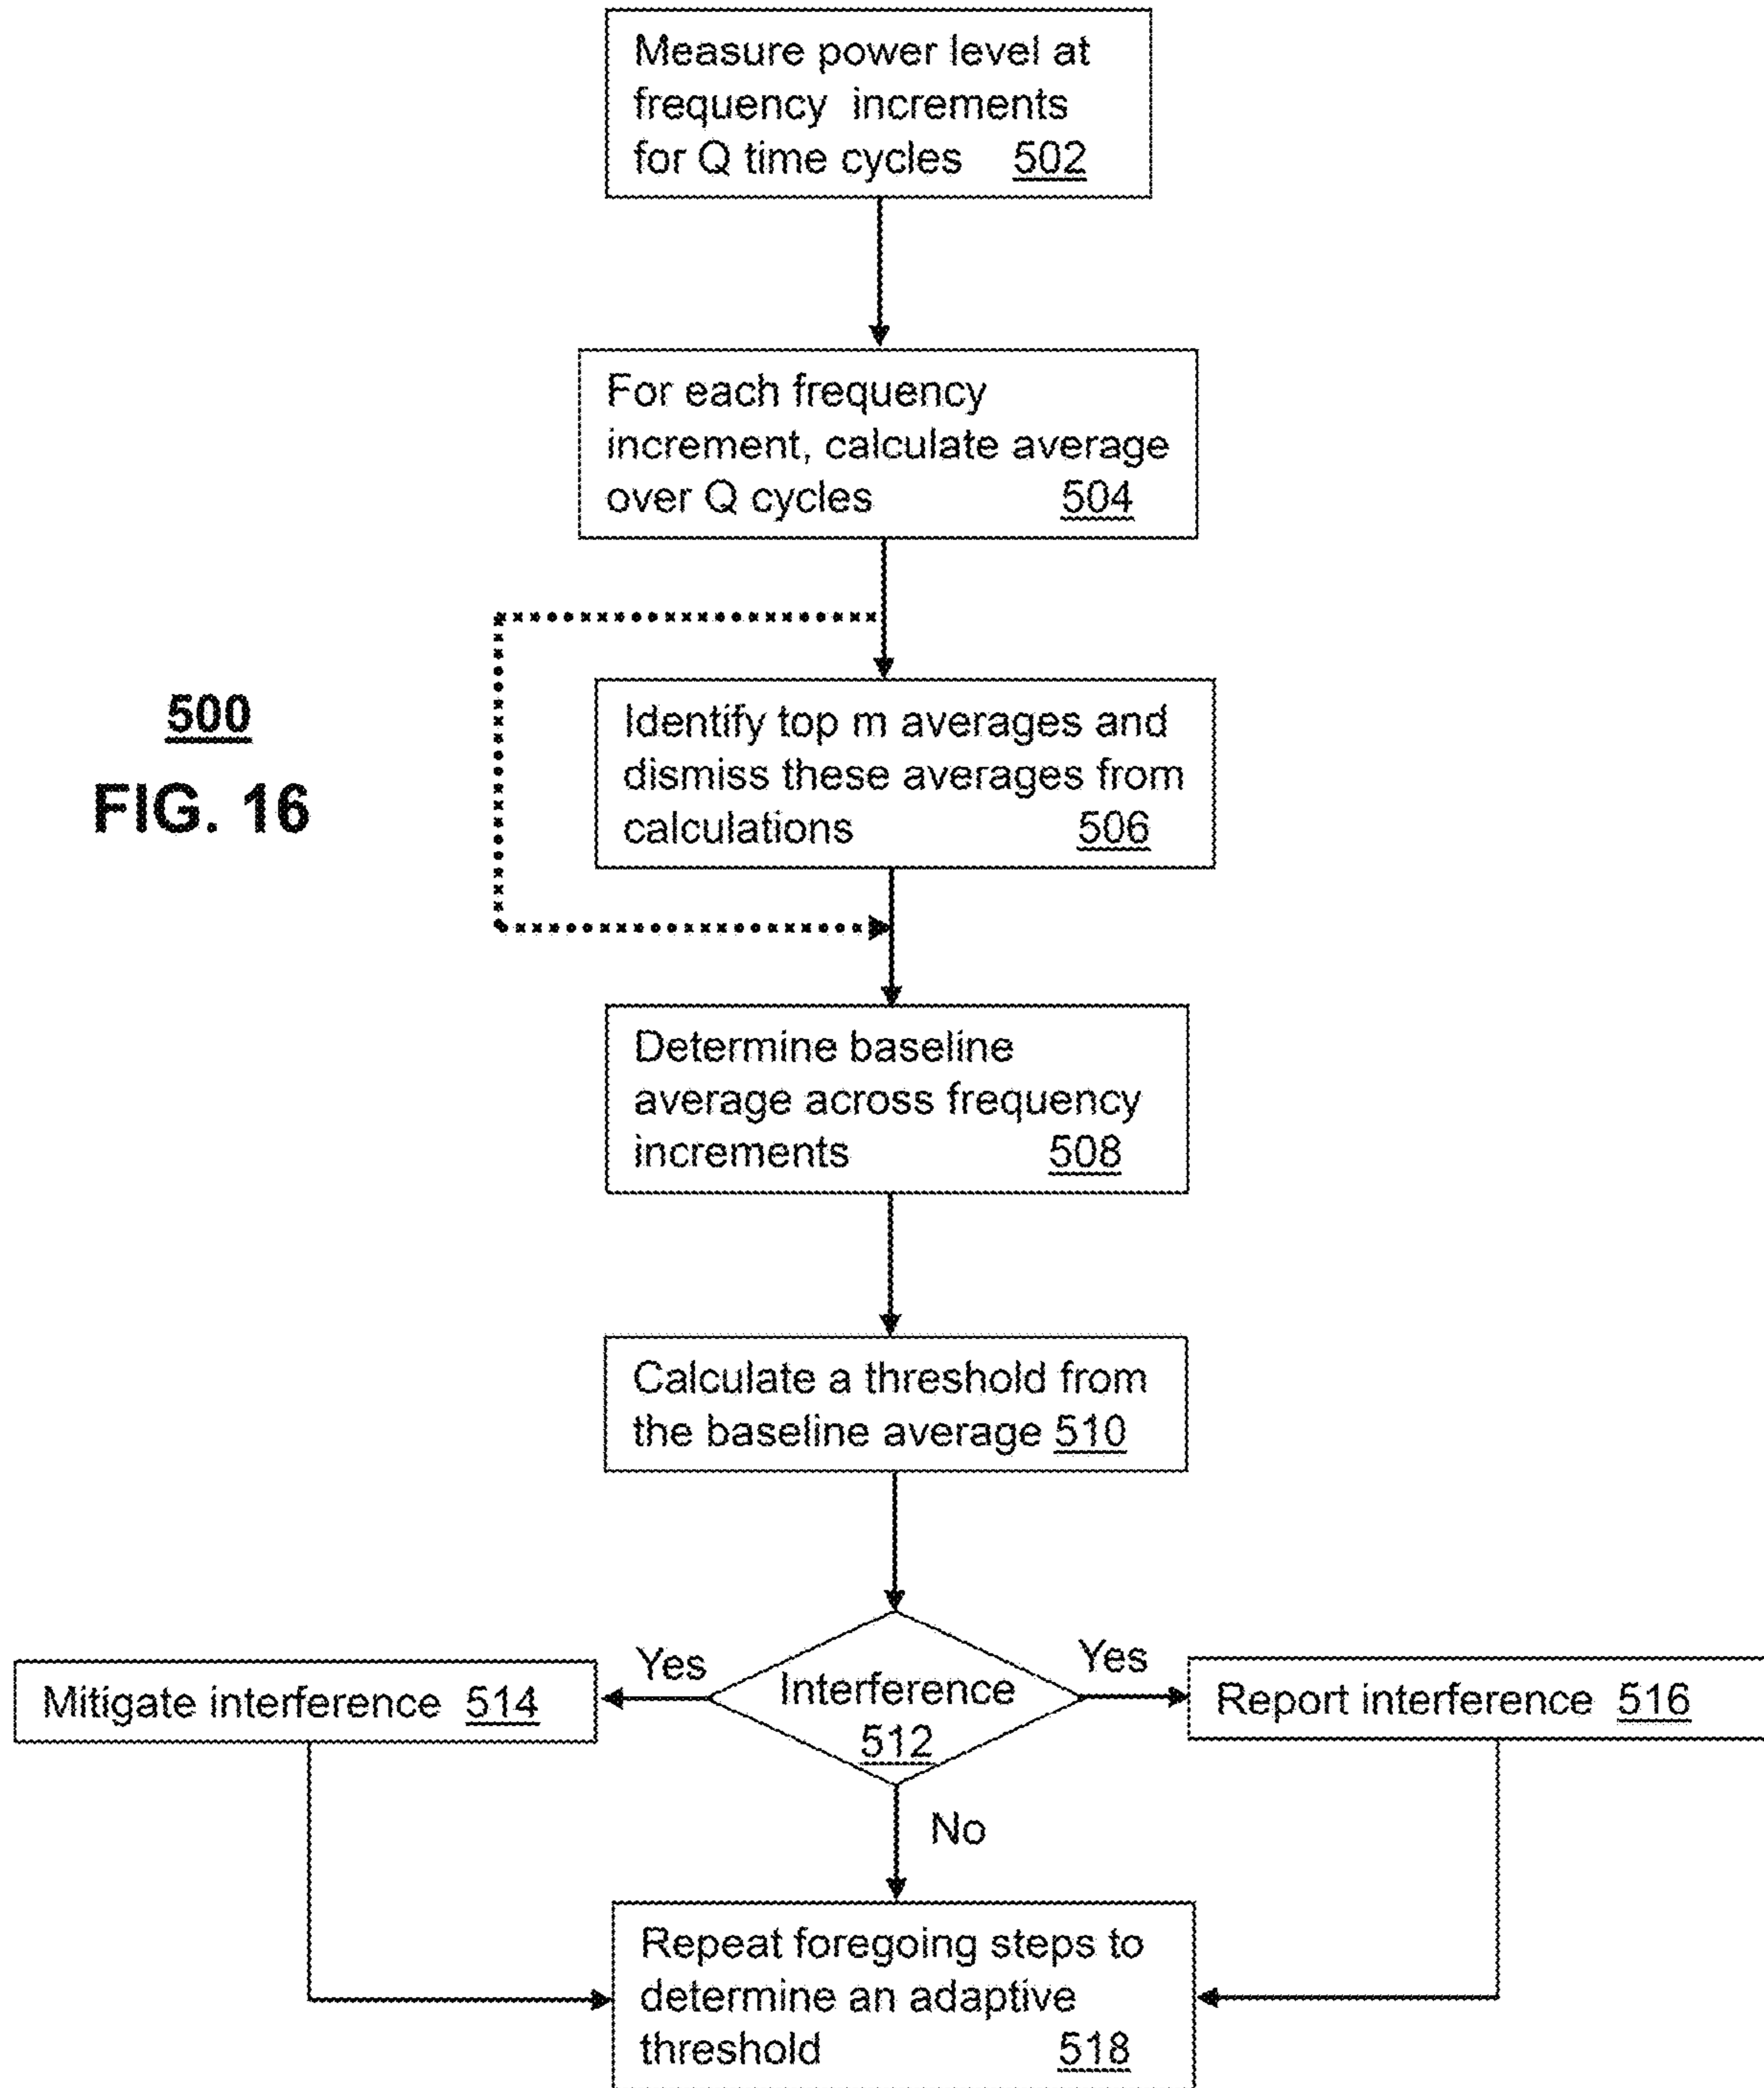 Measure power level at
frequency increments
for Q time cycles 502
For each frequency
increment, calculate average
over Q cycles 504
500
FIG. 16
Identify top m averages and
dismiss these averages from
calculations 506
Determine baseline
average across frequency
increments 508
Calculate a threshold from
the baseline average 510
Yes
Yes
Mitigate interference 514
Interference
512
Report interference 516
No
Repeat foregoing steps to
determine an adaptive
threshold 518